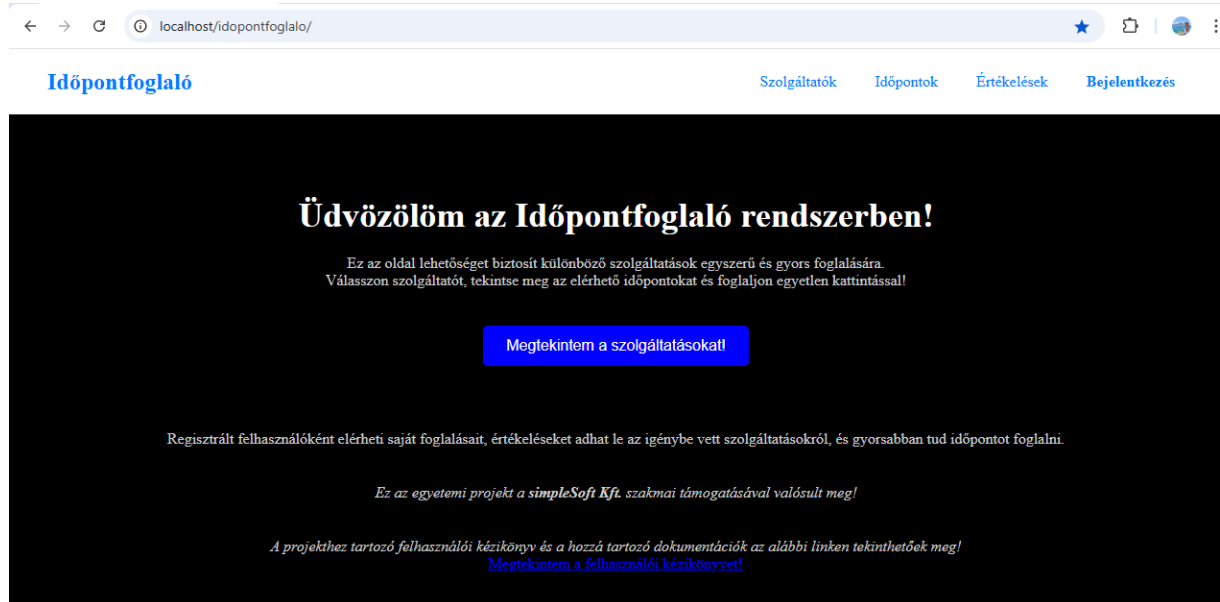 localhost/idopontfoglalo/
Időpontfoglaló
Szolgáltatók Időpontok Értékelések Bejelentkezés
Üdvözölöm az Időpontfoglaló rendszerben!
Ez az oldal lehetőséget biztosít különböző szolgáltatások egyszerű és gyors foglalására.
Válasszon szolgáltatót, tekintse meg az elérhető időpontokat és foglaljon egyetlen kattintással!
Megtekintem a szolgáltatásokat!
Regisztrált felhasználóként elérheti saját foglalásait, értékeléseket adhat le az igénybe vett szolgáltatásokról, és gyorsabban tud időpontot foglalni.
Ez az egyetemi projekt a simpleSoft Kft. szakmai támogatásával valósult meg!
A projekthez tartozó felhasználói kézikönyv és a hozzá tartozó dokumentációk az alábbi linken tekinthetőek meg!
Megtekintem a felhasználói kézikönyvet!